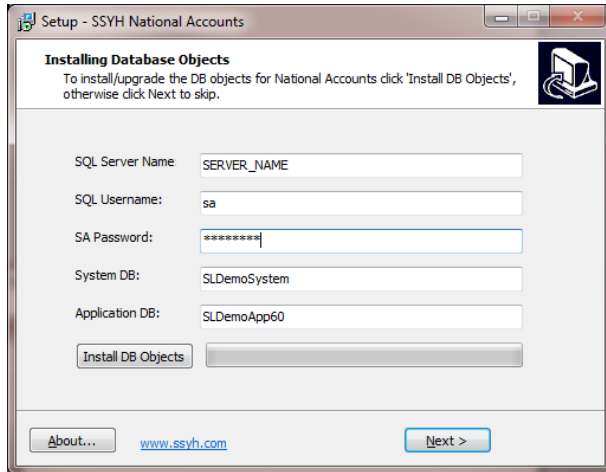 Setup - SSYH National Accounts
Installing Database Objects
To install/upgrade the DB objects for National Accounts click 'Install DB Objects',
otherwise click Next to skip.
SQL Server Name: SERVER_NAME
SQL Username: sa
SA Password: ********
System DB: SLDemoSystem
Application DB: SLDemoApp60
Install DB Objects
About... www.ssyh.com Next >